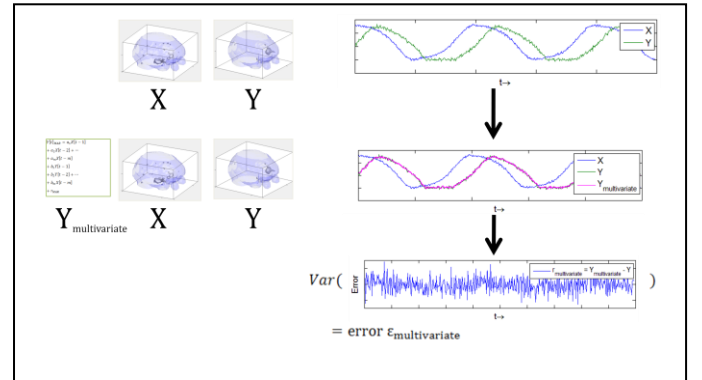 X
Y
X
Y
t→
X Y
Y multivariate
X
Y
X
Y
Y multivariate
t→
Var(
Error
r multivariate = Y multivariate - Y
)
t→
= error ε multivariate